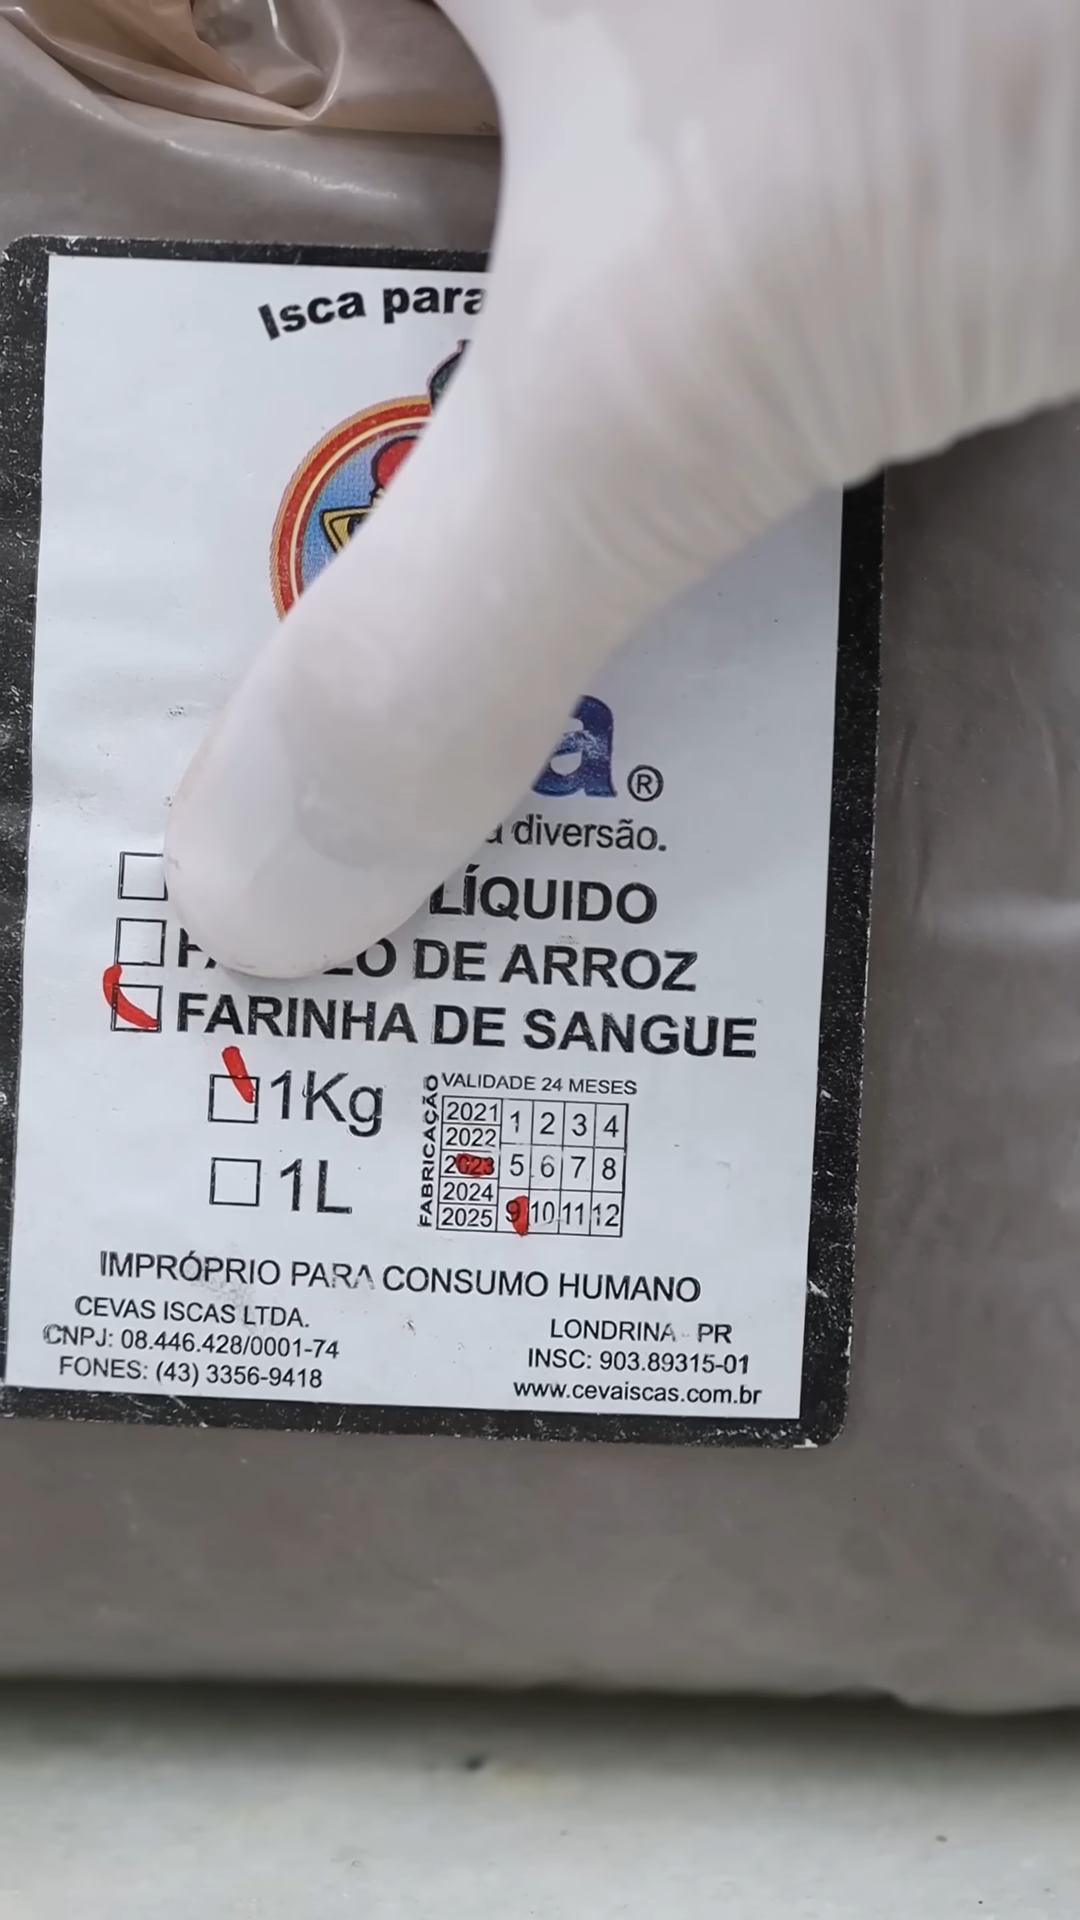 Isca para
a ®
diversão.
LÍQUIDO
DE ARROZ
FARINHA DE SANGUE
1Kg
1L
VALIDADE 24 MESES
FABRICAÇÃO
2021 1 2 3 4
2022
2023 5 6 7 8
2024
2025 9 10 11 12
IMPRÓPRIO PARA CONSUMO HUMANO
CEVAS ISCAS LTDA.
CNPJ: 08.446.428/0001-74
FONES: (43) 3356-9418
LONDRINA - PR
INSC: 903.89315-01
www.cevaiscas.com.br